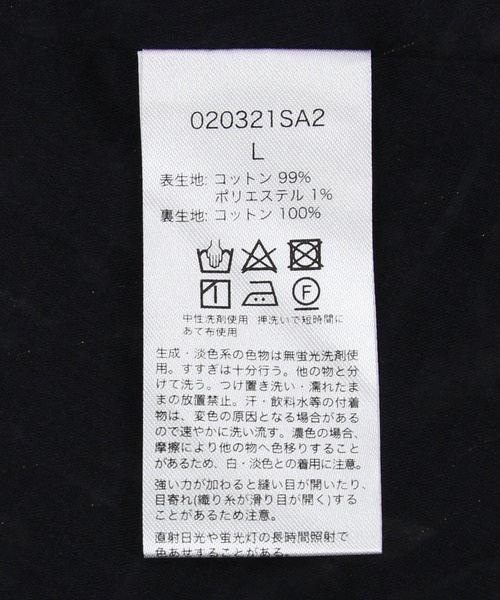 020321SA2
L
表生地: コットン 99%
ポリエステル 1%
裏生地: コットン 100%
F
中性洗剤使用 押洗いで短時間に
あて布使用
生成・淡色系の色物は無蛍光洗剤使
用。すすぎは十分行う。他の物と分
けて洗う。つけ置き洗い・濡れたま
まの放置禁止。汗・飲料水等の付着
物は、変色の原因となる場合がある
ので速やかに洗い流す。濃色の場合、
摩擦により他の物へ色移りすること
があるため、白・淡色との着用に注意。
強い力が加わると縫い目が開いたり、
目寄れ(織り糸が滑り目が開く)する
ことがあるため注意。
直射日光や蛍光灯の長時間照射で
色あせすることがある。